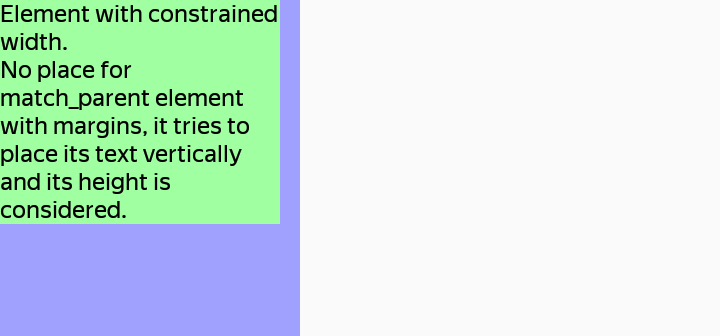 Element with constrained
width.
No place for
match_parent element
with margins, it tries to
place its text vertically
and its height is
considered.